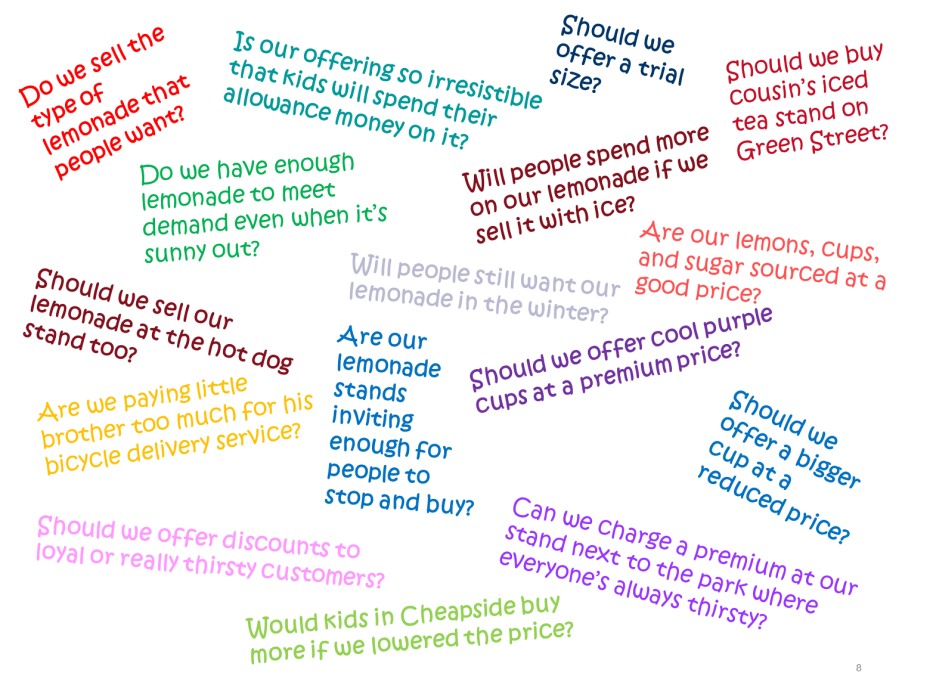 Do we sell the
type of
lemonade that
people want?
Is our offering so irresistible
that kids will spend their
allowance money on it?
Should we
offer a trial
size?
Should we buy
cousin's iced
tea stand on
Green Street?
Do we have enough
lemonade to meet
demand even when it's
sunny out?
Will people spend more
on our lemonade if we
sell it with ice?
Are our lemons, cups,
and sugar sourced at a
good price?
Will people still want our
lemonade in the winter?
Should we sell our
lemonade at the hot dog
stand too?
Are our
lemonade
stands
inviting
enough for
people to
stop and buy?
Should we offer cool purple
cups at a premium price?
Are we paying little
brother too much for his
bicycle delivery service?
Should we
offer a bigger
cup at a
reduced price?
Should we offer discounts to
loyal or really thirsty customers?
Can we charge a premium at our
stand next to the park where
everyone's always thirsty?
Would kids in Cheapside buy
more if we lowered the price?
8